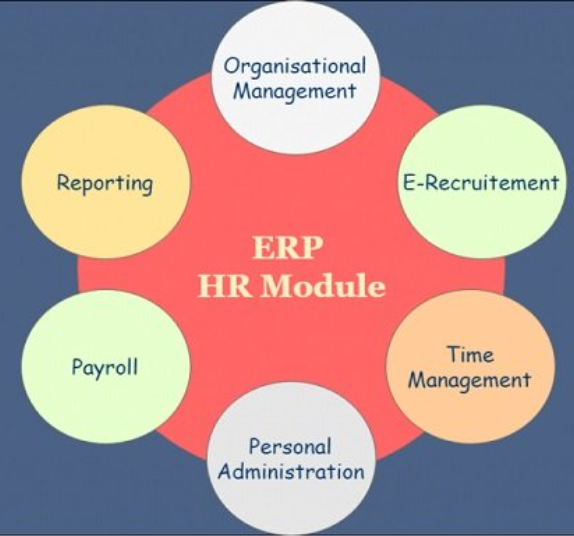 Organisational
Management
Reporting
E-Recruitement
ERP
HR Module
Payroll
Time
Management
Personal
Administration